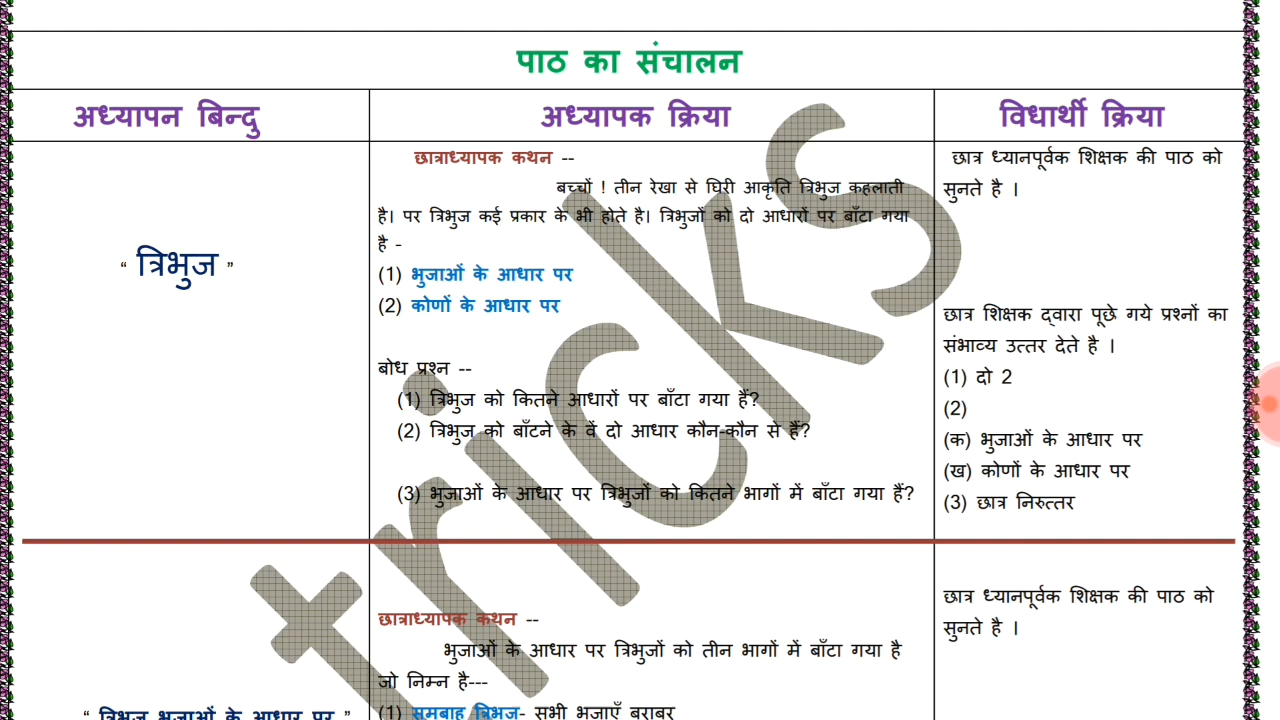 पाठ का संचालन
अध्यापन बिन्दु
अध्यापक क्रिया
विधार्थी क्रिया
“ त्रिभुज ”
छात्राध्यापक कथन --
बच्चों ! तीन रेखा से घिरी आकृति त्रिभुज कहलाती
है। पर त्रिभुज कई प्रकार के भी होते है। त्रिभुजों को दो आधारों पर बाँटा गया
है -
(1) भुजाओं के आधार पर
(2) कोणों के आधार पर
बोध प्रश्न --
(1) त्रिभुज को कितने आधारों पर बाँटा गया हैं?
(2) त्रिभुज को बाँटने के वें दो आधार कौन-कौन से हैं?
(3) भुजाओं के आधार पर त्रिभुजों को कितने भागों में बाँटा गया हैं?
छात्र ध्यानपूर्वक शिक्षक की पाठ को
सुनते है ।
छात्र शिक्षक द्वारा पूछे गये प्रश्नों का
संभाव्य उत्तर देते है ।
(1) दो 2
(2)
(क) भुजाओं के आधार पर
(ख) कोणों के आधार पर
(3) छात्र निरुत्तर
“ त्रिभुज भुजाओं के आधार पर ”
छात्राध्यापक कथन --
भुजाओं के आधार पर त्रिभुजों को तीन भागों में बाँटा गया है
जो निम्न है---
(1) समबाहु त्रिभुज- सभी भुजाएँ बराबर
छात्र ध्यानपूर्वक शिक्षक की पाठ को
सुनते है ।
tricks